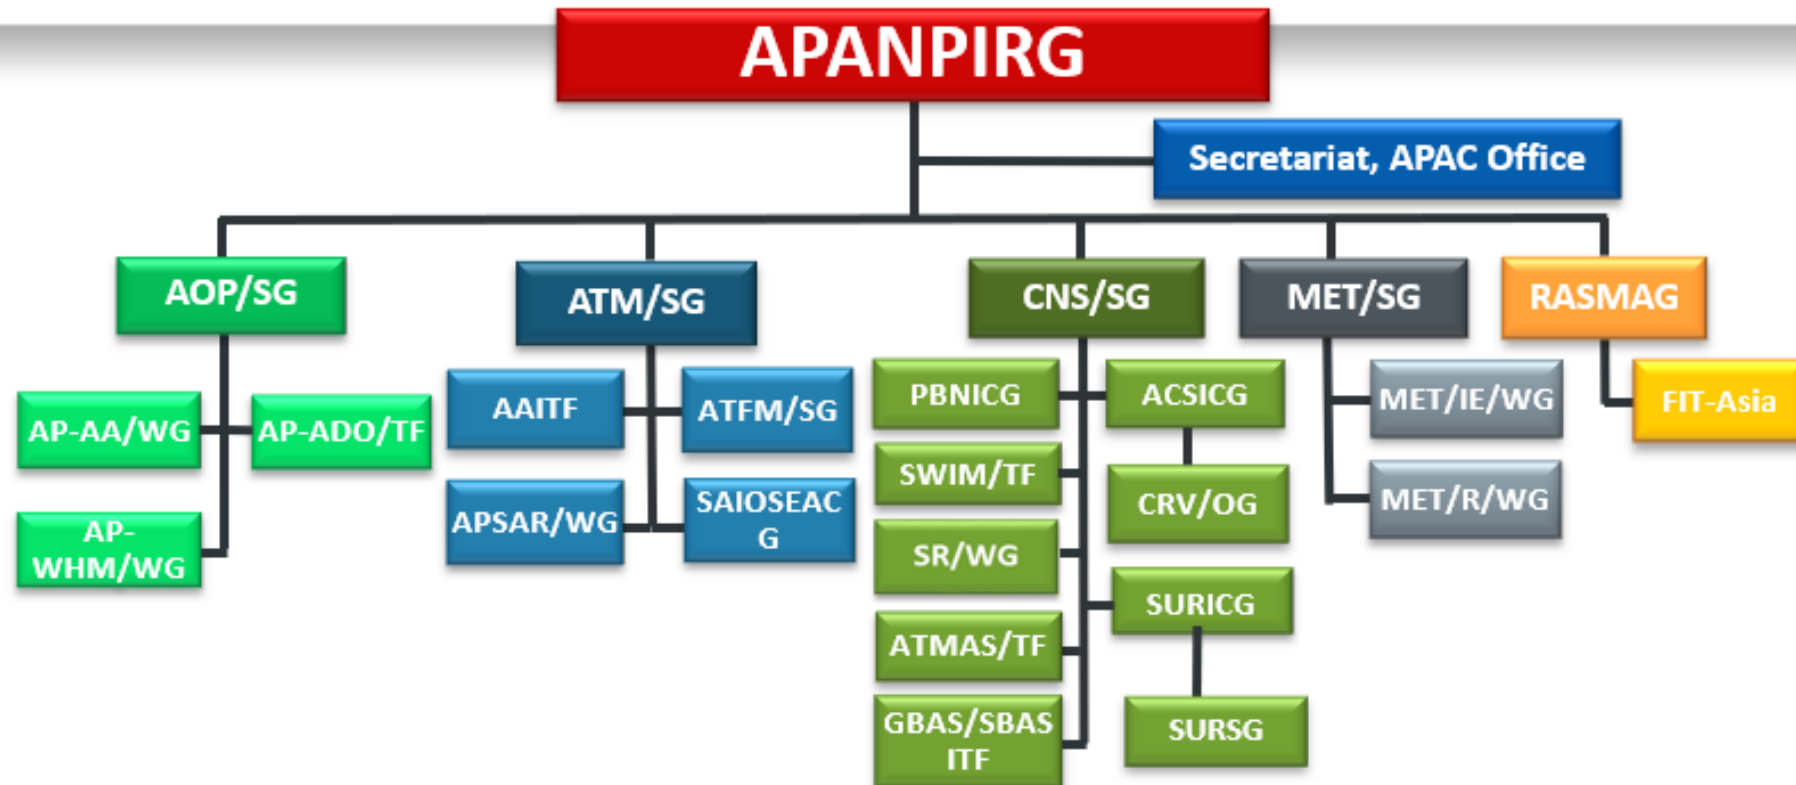 APANPIRG
Secretariat, APAC Office
AOP/SG
ATM/SG
CNS/SG
MET/SG
RASMAG
AP-AA/WG
AP-ADO/TF
AP-
WHM/WG
AAITF
ATFM/SG
APSAR/WG
SAIOSEAC
G
PBNICG
ACSICG
SWIM/TF
CRV/OG
SR/WG
SURICG
ATMAS/TF
GBAS/SBAS
ITF
SURSG
MET/IE/WG
MET/R/WG
FIT-Asia